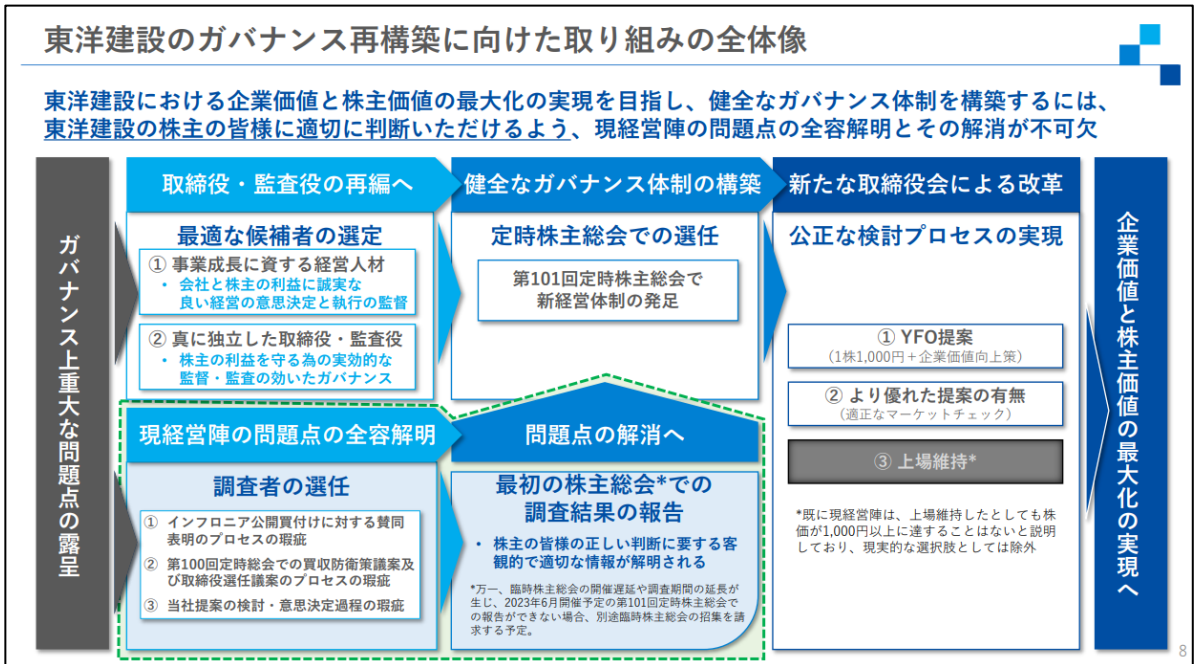 東洋建設のガバナンス再構築に向けた取り組みの全体像
東洋建設における企業価値と株主価値の最大化の実現を目指し、健全なガバナンス体制を構築するには、
東洋建設の株主の皆様に適切に判断いただけるよう、現経営陣の問題点の全容解明とその解消が不可欠
ガバナンス上重大な問題点の露呈
取締役・監査役の再編へ
最適な候補者の選定
① 事業成長に資する経営人材
・ 会社と株主の利益に誠実な
良い経営の意思決定と執行の監督
② 真に独立した取締役・監査役
・ 株主の利益を守る為の実効的な
監督・監査の効いたガバナンス
健全なガバナンス体制の構築
定時株主総会での選任
第101回定時株主総会で
新経営体制の発足
新たな取締役会による改革
公正な検討プロセスの実現
① YFO提案
（1株1,000円＋企業価値向上策）
② より優れた提案の有無
（適正なマーケットチェック）
③ 上場維持*
*既に現経営陣は、上場維持したとしても株
価が1,000円以上に達することはないと説明
しており、現実的な選択肢としては除外
現経営陣の問題点の全容解明
調査者の選任
① インフロニア公開買付けに対する賛同
表明のプロセスの瑕疵
② 第100回定時総会での買収防衛策議案及
び取締役選任議案のプロセスの瑕疵
③ 当社提案の検討・意思決定過程の瑕疵
問題点の解消へ
最初の株主総会*での
調査結果の報告
・ 株主の皆様の正しい判断に要する客
観的で適切な情報が解明される
*万一、臨時株主総会の開催遅延や調査期間の延長が
生じ、2023年6月開催予定の第101回定時株主総会で
の報告ができない場合、別途臨時株主総会の招集を請
求する予定。
企業価値と株主価値の最大化の実現へ
8